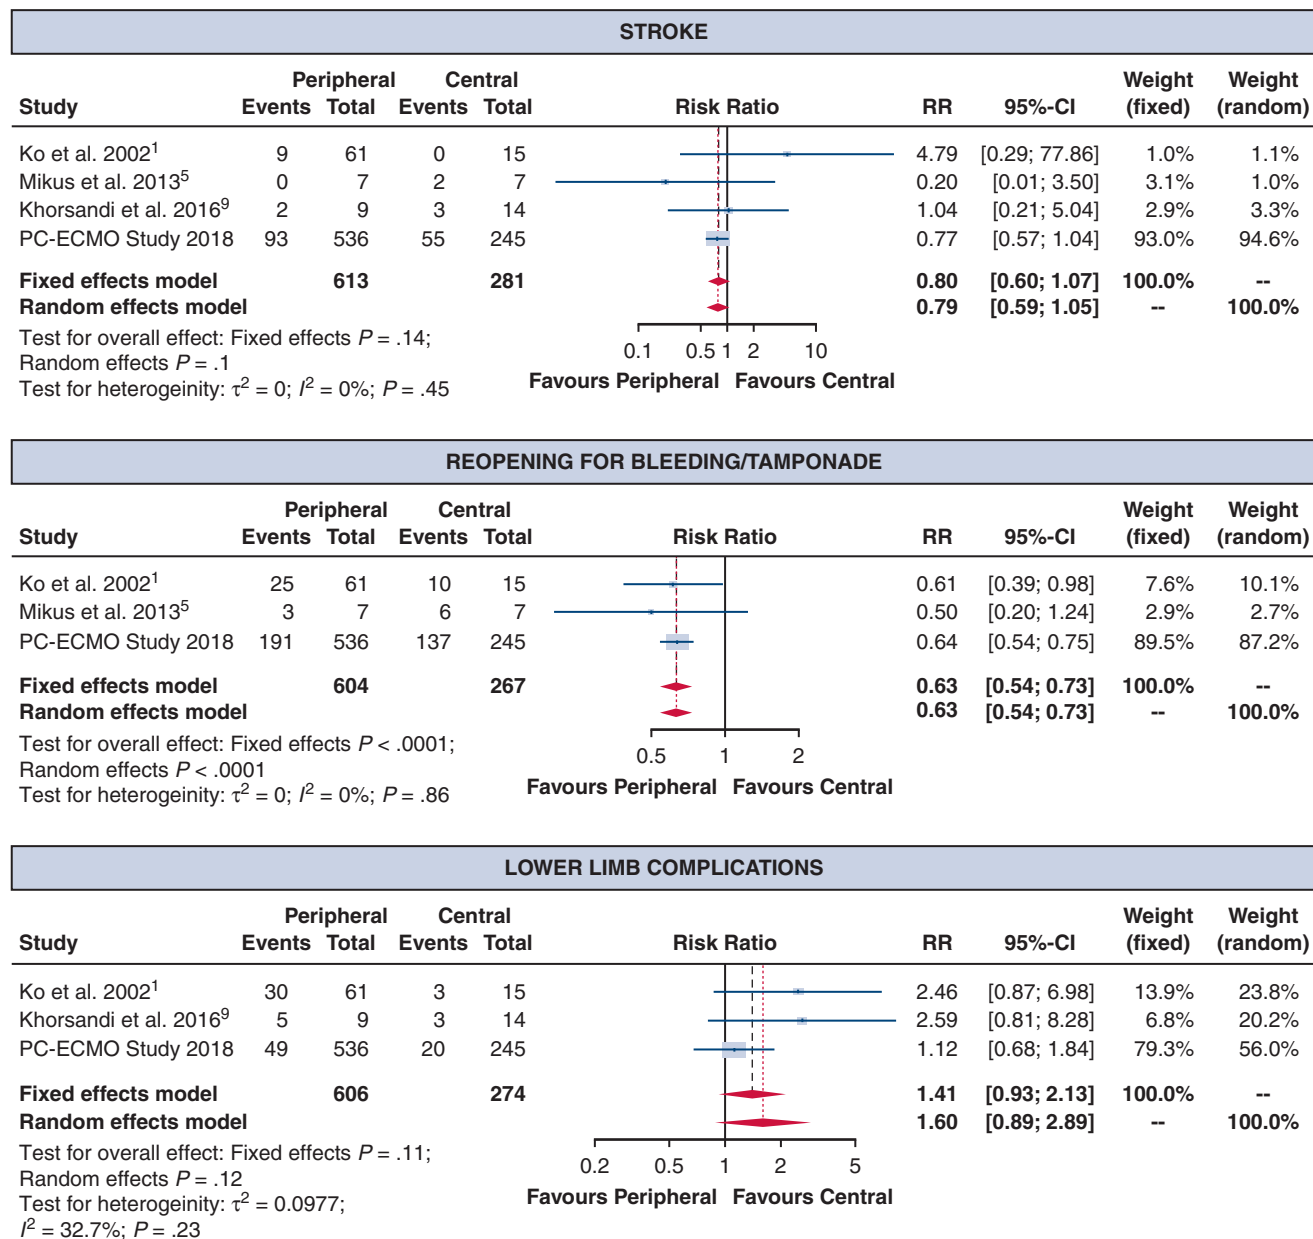 STROKE
Peripheral Central Weight Weight
Study Events Total Events Total Risk Ratio RR 95%-CI (fixed) (random)
Ko et al. 2002¹ 9 61 0 15 4.79 [0.29; 77.86] 1.0% 1.1%
Mikus et al. 2013⁵ 0 7 2 7 0.20 [0.01; 3.50] 3.1% 1.0%
Khorsandi et al. 2016⁹ 2 9 3 14 1.04 [0.21; 5.04] 2.9% 3.3%
PC-ECMO Study 2018 93 536 55 245 0.77 [0.57; 1.04] 93.0% 94.6%
Fixed effects model 613 281 0.80 [0.60; 1.07] 100.0% --
Random effects model 0.79 [0.59; 1.05] -- 100.0%
Test for overall effect: Fixed effects P = .14;
Random effects P = .1
Test for heterogeinity: τ² = 0; I² = 0%; P = .45
0.1 0.5 1 2 10
Favours Peripheral Favours Central
REOPENING FOR BLEEDING/TAMPONADE
Peripheral Central Weight Weight
Study Events Total Events Total Risk Ratio RR 95%-CI (fixed) (random)
Ko et al. 2002¹ 25 61 10 15 0.61 [0.39; 0.98] 7.6% 10.1%
Mikus et al. 2013⁵ 3 7 6 7 0.50 [0.20; 1.24] 2.9% 2.7%
PC-ECMO Study 2018 191 536 137 245 0.64 [0.54; 0.75] 89.5% 87.2%
Fixed effects model 604 267 0.63 [0.54; 0.73] 100.0% --
Random effects model 0.63 [0.54; 0.73] -- 100.0%
Test for overall effect: Fixed effects P < .0001;
Random effects P < .0001
Test for heterogeinity: τ² = 0; I² = 0%; P = .86
0.5 1 2
Favours Peripheral Favours Central
LOWER LIMB COMPLICATIONS
Peripheral Central Weight Weight
Study Events Total Events Total Risk Ratio RR 95%-CI (fixed) (random)
Ko et al. 2002¹ 30 61 3 15 2.46 [0.87; 6.98] 13.9% 23.8%
Khorsandi et al. 2016⁹ 5 9 3 14 2.59 [0.81; 8.28] 6.8% 20.2%
PC-ECMO Study 2018 49 536 20 245 1.12 [0.68; 1.84] 79.3% 56.0%
Fixed effects model 606 274 1.41 [0.93; 2.13] 100.0% --
Random effects model 1.60 [0.89; 2.89] -- 100.0%
Test for overall effect: Fixed effects P = .11;
Random effects P = .12
Test for heterogeinity: τ² = 0.0977;
I² = 32.7%; P = .23
0.2 0.5 1 2 5
Favours Peripheral Favours Central